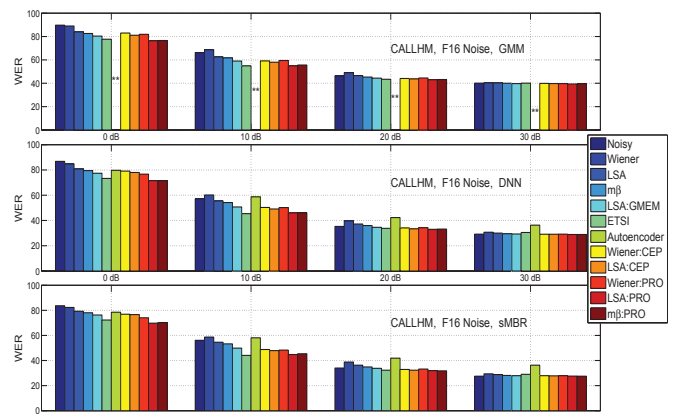 CALLHM, F16 Noise, GMM
WER
100
80
60
40
20
0
**
**
**
**
0 dB
10 dB
20 dB
30 dB
CALLHM, F16 Noise, DNN
WER
100
80
60
40
20
0
0 dB
10 dB
20 dB
30 dB
CALLHM, F16 Noise, sMBR
WER
100
80
60
40
20
0
Noisy
Wiener
LSA
mβ
LSA:GMEM
ETSI
Autoencoder
Wiener:CEP
LSA:CEP
Wiener:PRO
LSA:PRO
mβ:PRO